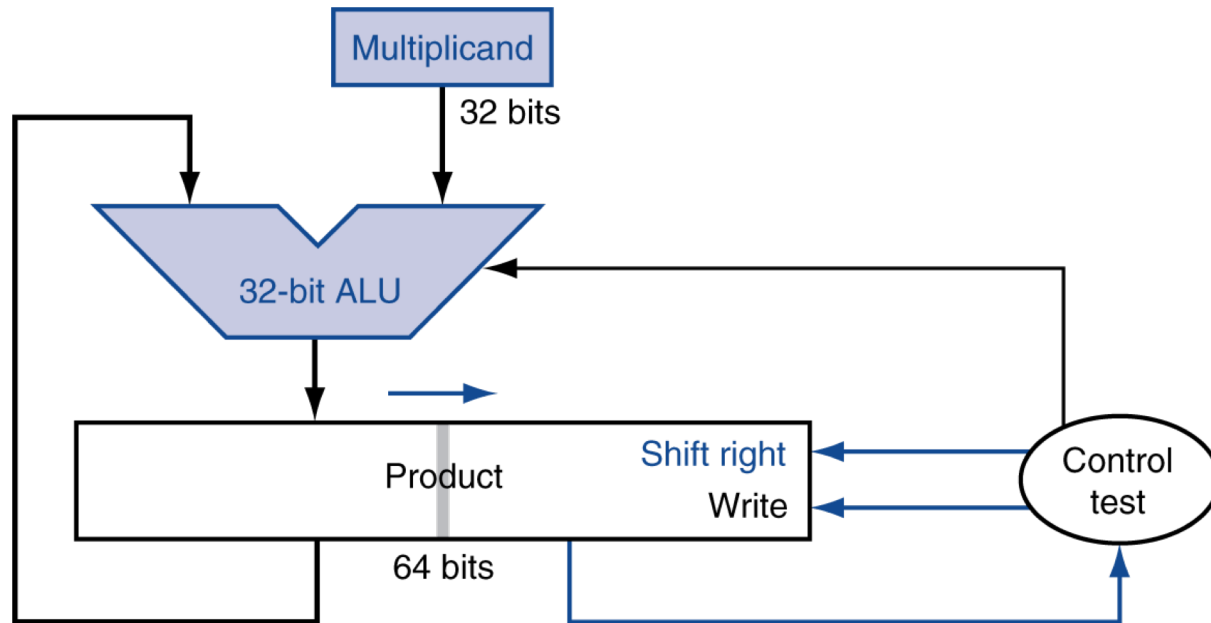 Multiplicand
32 bits
32-bit ALU
Product
Shift right
Write
64 bits
Control
test